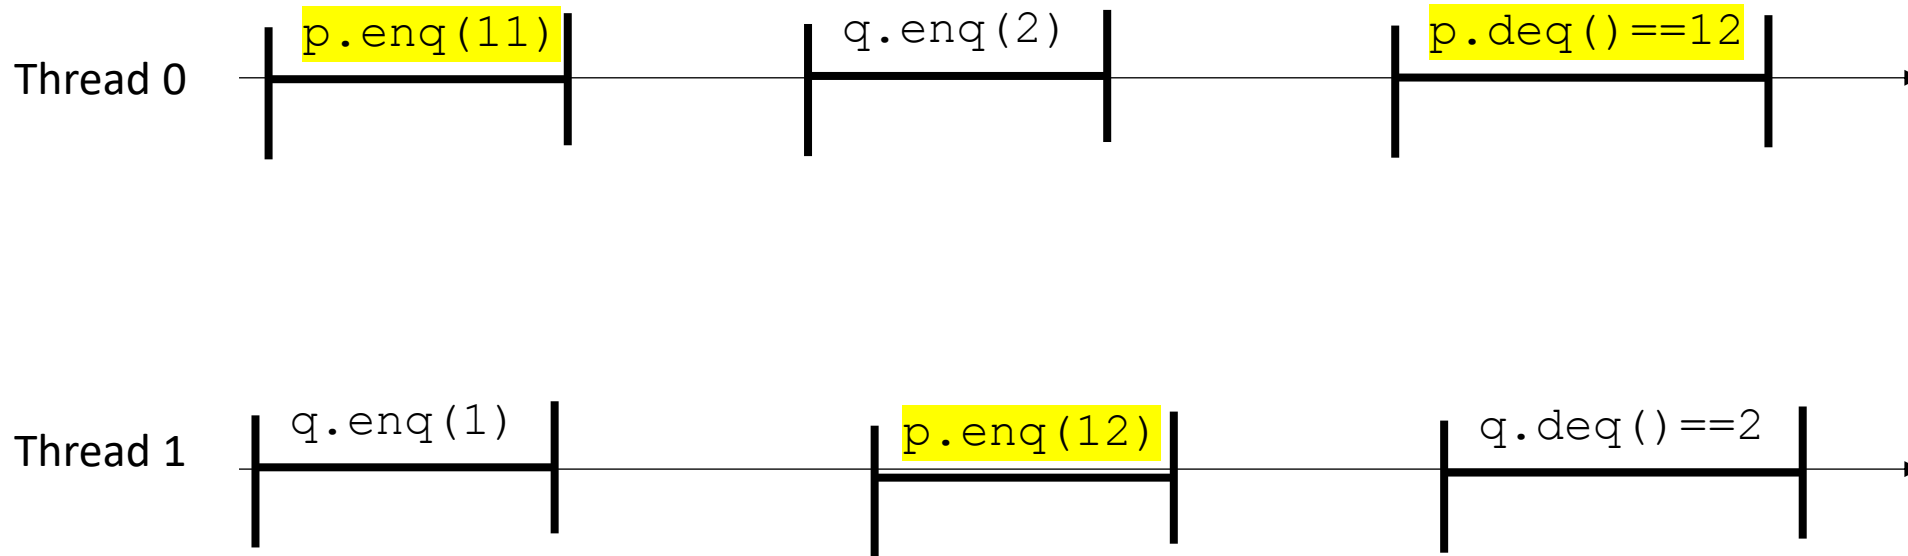 Thread 0
p.enq(11)
q.enq(2)
p.deq()==12
Thread 1
q.enq(1)
p.enq(12)
q.deq()==2